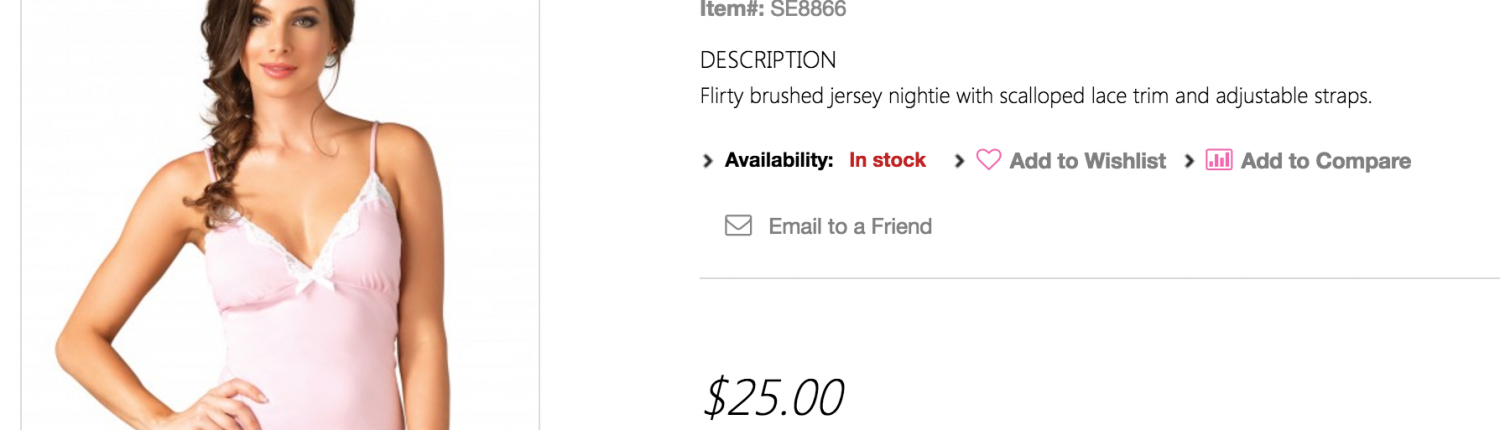 Item#: SE8866
DESCRIPTION
Flirty brushed jersey nightie with scalloped lace trim and adjustable straps.
Availability: In stock Add to Wishlist Add to Compare
Email to a Friend
$25.00